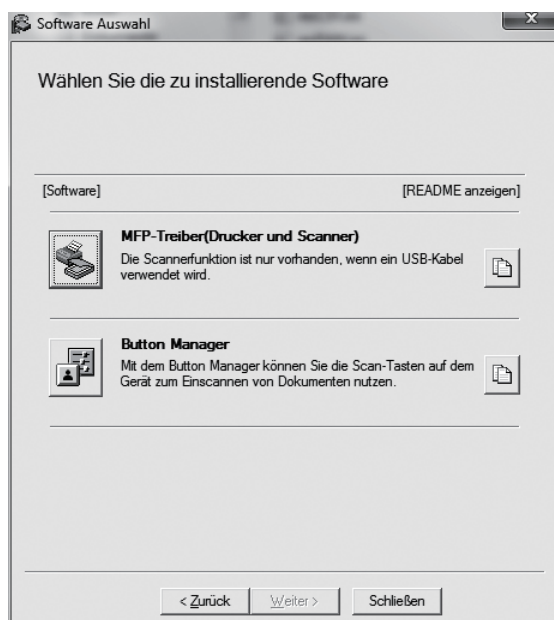 Software Auswahl
Wählen Sie die zu installierende Software
[Software] [README anzeigen]
MFP-Treiber(Drucker und Scanner)
Die Scannerfunktion ist nur vorhanden, wenn ein USB-Kabel
verwendet wird.
Button Manager
Mit dem Button Manager können Sie die Scan-Tasten auf dem
Gerät zum Einscannen von Dokumenten nutzen.
< Zurück Weiter > Schließen